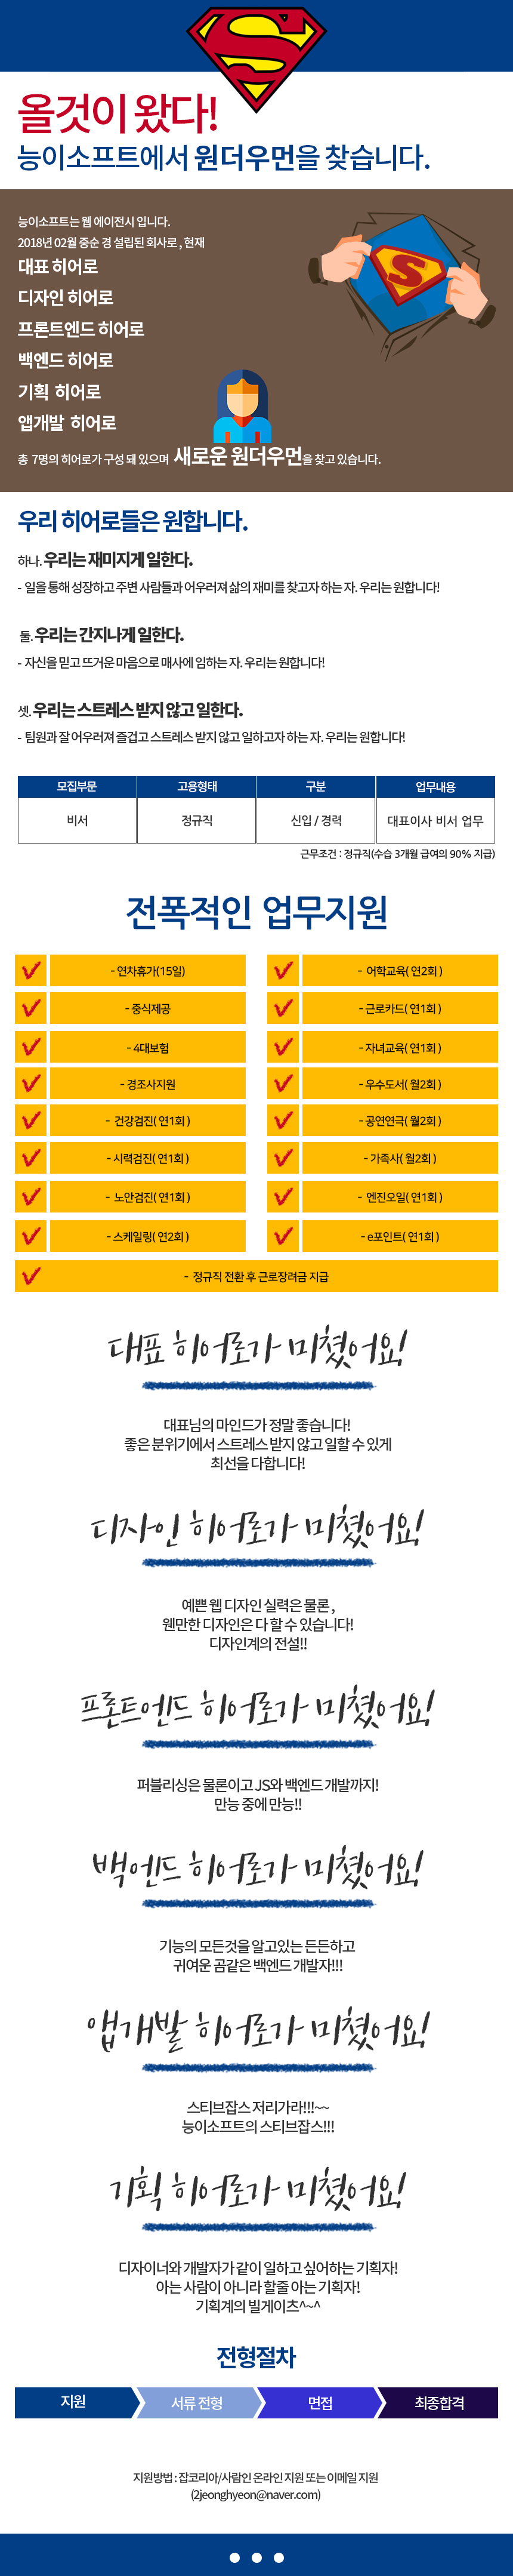 올것이 왔다!
능이소프트에서 원더우먼을 찾습니다.
능이소프트는 웹 에이전시 입니다.
2018년 02월 중순 경 설립된 회사로 , 현재
대표 히어로
디자인 히어로
프론트엔드 히어로
백엔드 히어로
기획 히어로
앱개발 히어로
총 7명의 히어로가 구성 돼 있으며 새로운 원더우먼을 찾고 있습니다.
우리 히어로들은 원합니다.
하나. 우리는 재미지게 일한다.
- 일을 통해 성장하고 주변 사람들과 어우러져 삶의 재미를 찾고자 하는 자. 우리는 원합니다!
둘. 우리는 간지나게 일한다.
- 자신을 믿고 뜨거운 마음으로 매사에 임하는 자. 우리는 원합니다!
셋. 우리는 스트레스 받지 않고 일한다.
- 팀원과 잘 어우러져 즐겁고 스트레스 받지 않고 일하고자 하는 자. 우리는 원합니다!
모집부문 고용형태 구분 업무내용
비서 정규직 신입 / 경력 대표이사 비서 업무
근무조건 : 정규직(수습 3개월 급여의 90% 지급)
전폭적인 업무지원
- 연차휴가(15일) - 어학교육( 연2회 )
- 중식제공 - 근로카드( 연1회 )
- 4대보험 - 자녀교육( 연1회 )
- 경조사지원 - 우수도서( 월2회 )
- 건강검진( 연1회 ) - 공연연극( 월2회 )
- 시력검진( 연1회 ) - 가족사( 월2회 )
- 노안검진( 연1회 ) - 엔진오일( 연1회 )
- 스케일링( 연2회 ) - e포인트( 연1회 )
- 정규직 전환 후 근로장려금 지급
대표 히어로가 미쳤어요!
대표님의 마인드가 정말 좋습니다!
좋은 분위기에서 스트레스 받지 않고 일할 수 있게
최선을 다합니다!
디자인 히어로가 미쳤어요!
예쁜 웹 디자인 실력은 물론 ,
웬만한 디자인은 다 할 수 있습니다!
디자인계의 전설!!
프론트엔드 히어로가 미쳤어요!
퍼블리싱은 물론이고 JS와 백엔드 개발까지!
만능 중에 만능!!
백엔드 히어로가 미쳤어요!
기능의 모든것을 알고있는 든든하고
귀여운 곰같은 백엔드 개발자!!!
앱개발 히어로가 미쳤어요!
스티브잡스 저리가라!!!~~
능이소프트의 스티브잡스!!!
기획 히어로가 미쳤어요!
디자이너와 개발자가 같이 일하고 싶어하는 기획자!
아는 사람이 아니라 할줄 아는 기획자!
기획계의 빌게이츠^~^
전형절차
지원 서류 전형 면접 최종합격
지원방법 : 잡코리아/사람인 온라인 지원 또는 이메일 지원
(2jeonghyeon@naver.com)